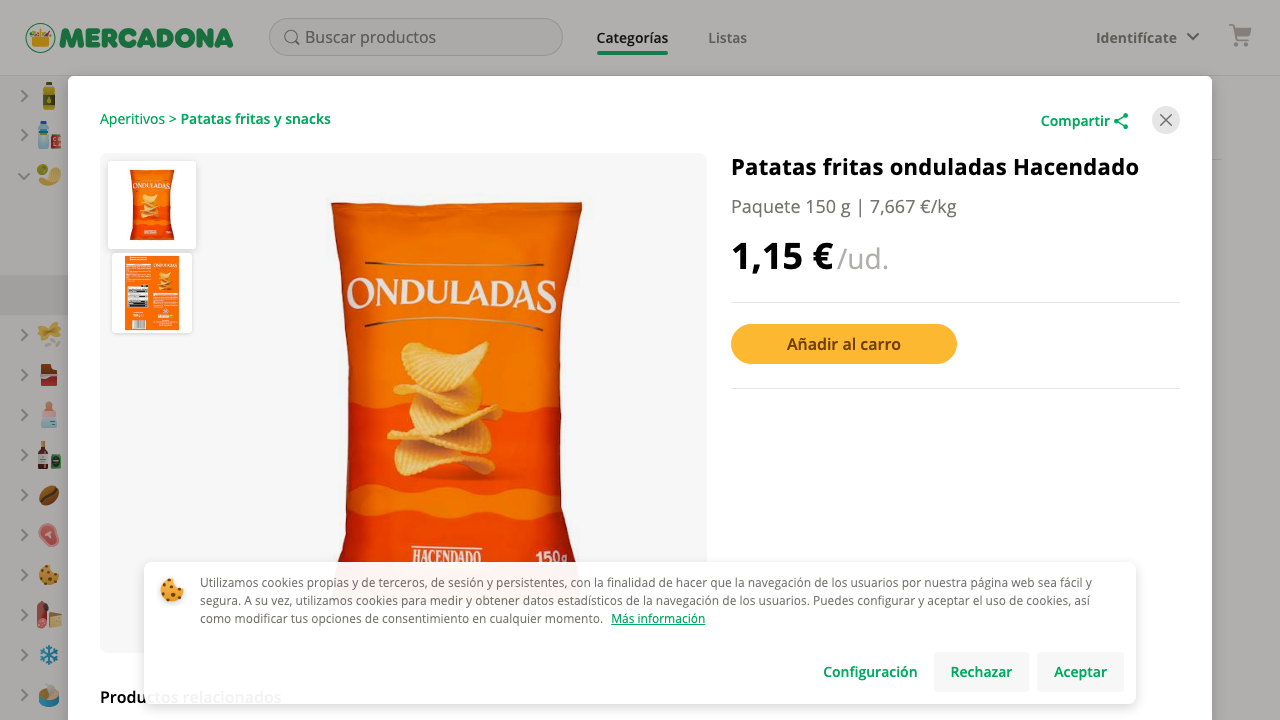 MERCADONA
Buscar productos
Categorías
Listas
Identifícate
Aperitivos > Patatas fritas y snacks
Compartir
Patatas fritas onduladas Hacendado
Paquete 150 g | 7,667 €/kg
1,15 €/ud.
Añadir al carro
ONDULADAS
ONDULADAS
ONDULADAS
HACENDADO
150g
Utilizamos cookies propias y de terceros, de sesión y persistentes, con la finalidad de hacer que la navegación de los usuarios por nuestra página web sea fácil y
segura. A su vez, utilizamos cookies para medir y obtener datos estadísticos de la navegación de los usuarios. Puedes configurar y aceptar el uso de cookies, así
como modificar tus opciones de consentimiento en cualquier momento. Más información
Configuración
Rechazar
Aceptar
Productos relacionados